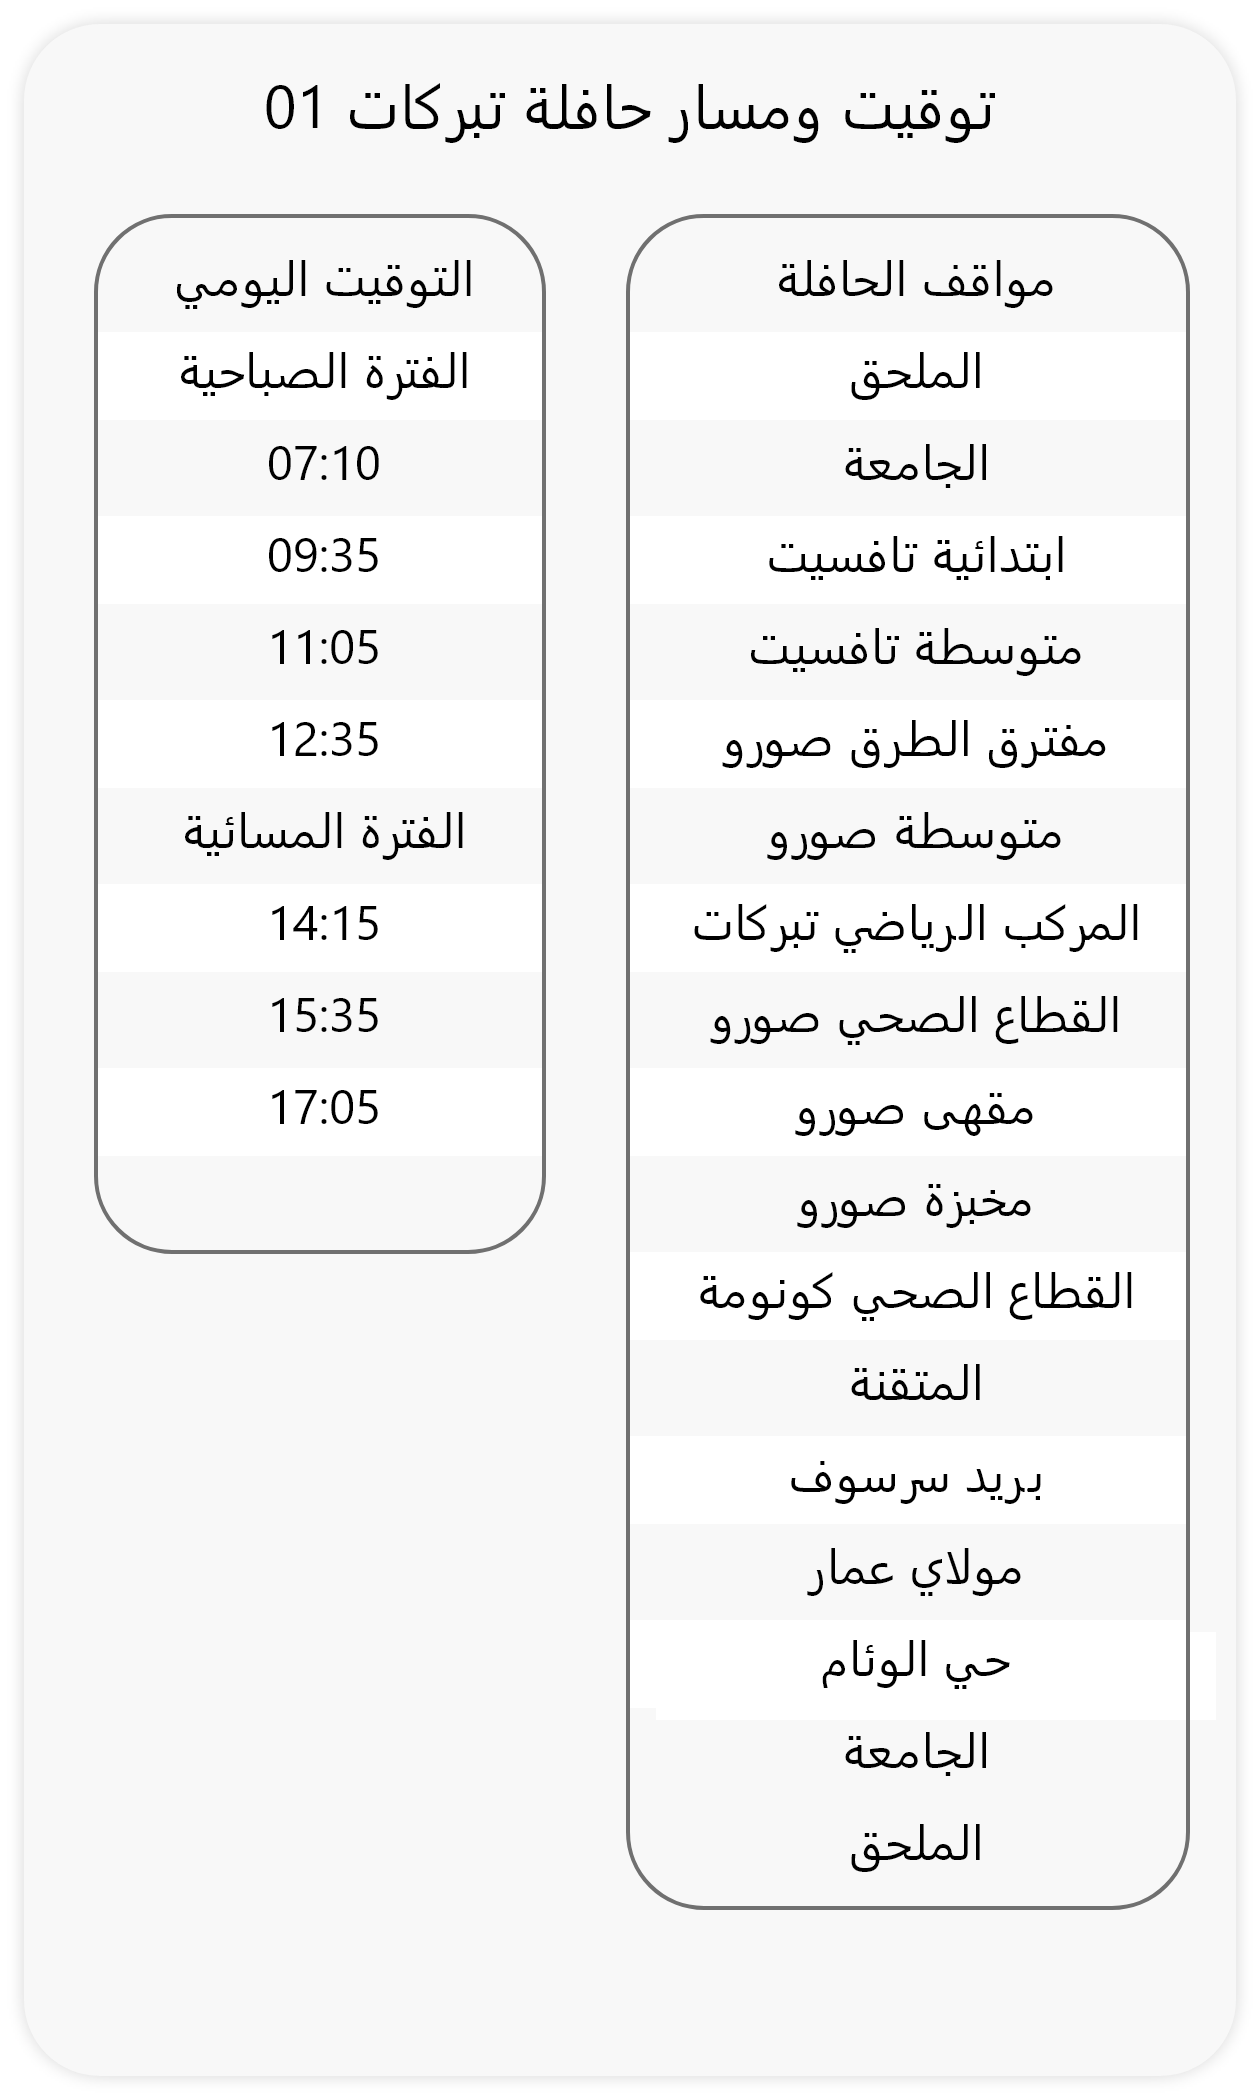 توقيت ومسار حافلة تبركات 01
مواقف الحافلة
الملحق
الجامعة
ابتدائية تافسيت
متوسطة تافسيت
مفترق الطرق صورو
متوسطة صورو
المركب الرياضي تبركات
القطاع الصحي صورو
مقهى صورو
مخبزة صورو
القطاع الصحي كونومة
المتقنة
بريد سرسوف
مولاي عمار
حي الوئام
الجامعة
الملحق
التوقيت اليومي
الفترة الصباحية
07:10
09:35
11:05
12:35
الفترة المسائية
14:15
15:35
17:05